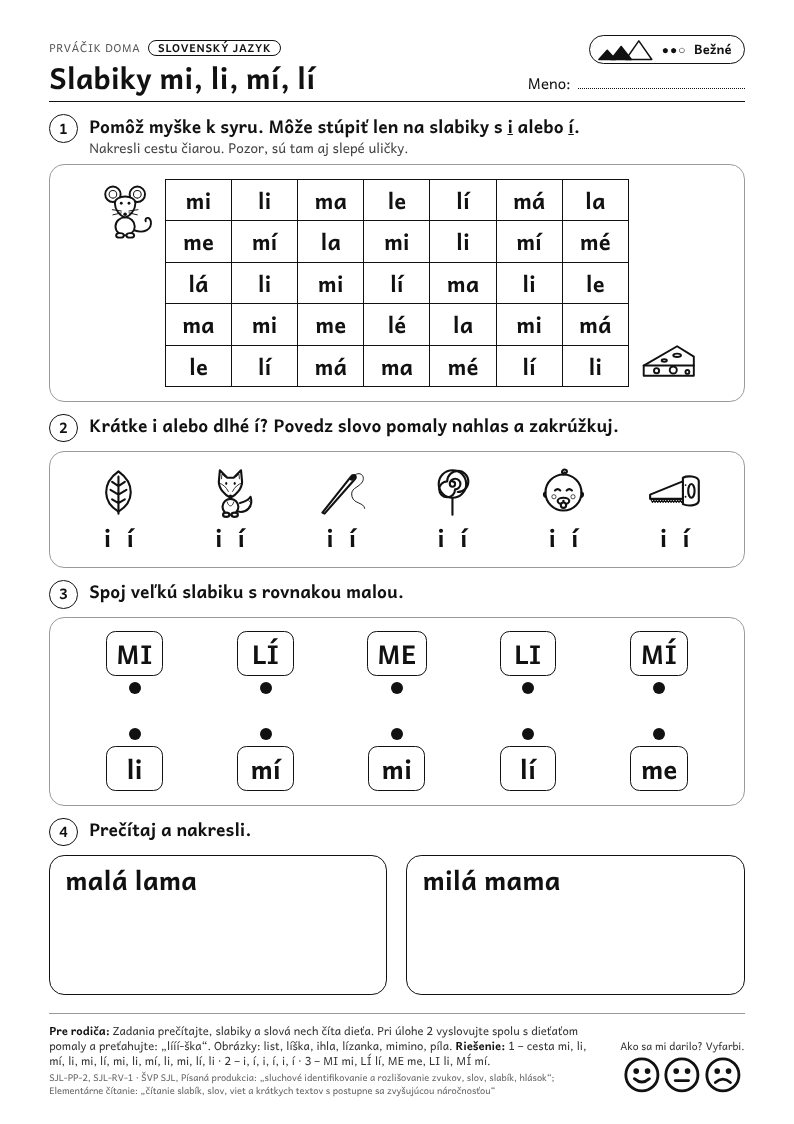 PRVÁČIK DOMA SLOVENSKÝ JAZYK
Bežné
Slabiky mi, li, mí, lí
Meno:
1 Pomôž myške k syru. Môže stúpiť len na slabiky s i alebo í.
Nakresli cestu čiarou. Pozor, sú tam aj slepé uličky.
mi li ma le lí má la
me mí la mi li mí mé
lá li mi lí ma li le
ma mi me lé la mi má
le lí má ma mé lí li
2 Krátke i alebo dlhé í? Povedz slovo pomaly nahlas a zakrúžkuj.
i í i í i í i í i í i í
3 Spoj veľkú slabiku s rovnakou malou.
MI LÍ ME LI MÍ
li mí mi lí me
4 Prečítaj a nakresli.
malá lama milá mama
Pre rodiča: Zadania prečítajte, slabiky a slová nech číta dieťa. Pri úlohe 2 vyslovujte spolu s dieťaťom
pomaly a preťahujte: „lííí-ška“. Obrázky: list, líška, ihla, lízanka, mimino, píla. Riešenie: 1 – cesta mi, li,
mí, li, mi, lí, mi, li, mí, li, mi, lí, li · 2 – i, í, i, í, i, í · 3 – MI mi, LÍ lí, ME me, LI li, MÍ mí.
SJL-PP-2, SJL-RV-1 · ŠVP SJL, Písaná produkcia: „sluchové identifikovanie a rozlišovanie zvukov, slov, slabík, hlások“;
Elementárne čítanie: „čítanie slabík, slov, viet a krátkych textov s postupne sa zvyšujúcou náročnosťou“
Ako sa mi darilo? Vyfarbi.